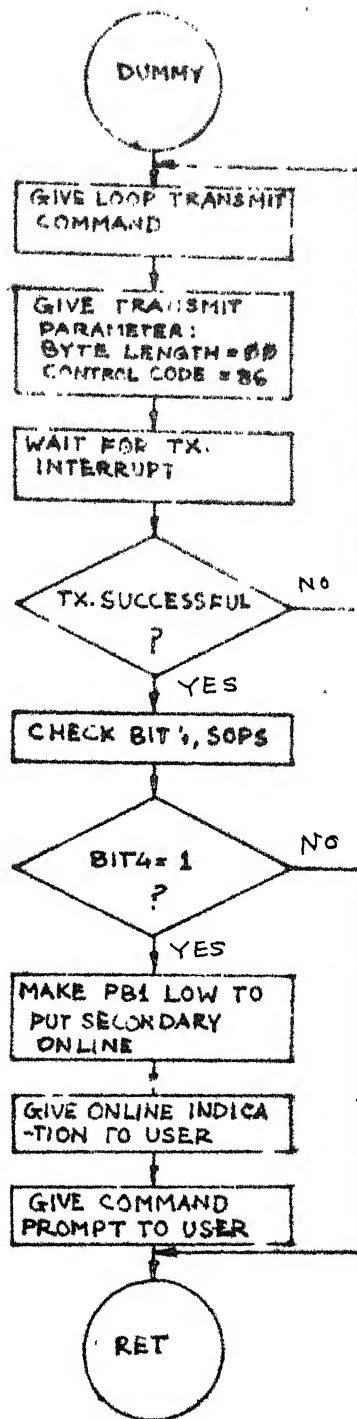 DUMMY
GIVE LOOP TRANSMIT
COMMAND
GIVE TRANSMIT
PARAMETER:
BYTE LENGTH = 00
CONTROL CODE = 86
WAIT FOR TX.
INTERRUPT
TX. SUCCESSFUL
?
NO
YES
CHECK BIT 4, SOPS
BIT4 = 1
?
NO
YES
MAKE PB1 LOW TO
PUT SECONDARY
ONLINE
GIVE ONLINE INDICA
-TION TO USER
GIVE COMMAND
PROMPT TO USER
RET